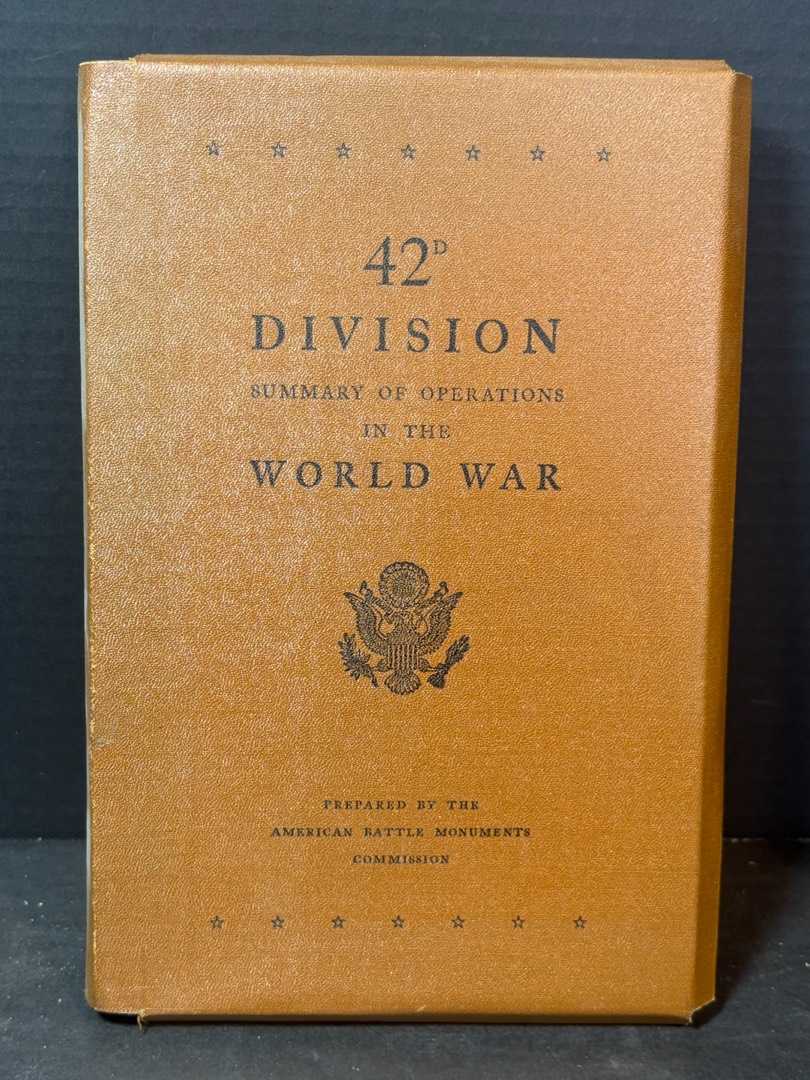 42D
DIVISION
SUMMARY OF OPERATIONS
IN THE
WORLD WAR
PREPARED BY THE
AMERICAN BATTLE MONUMENTS
COMMISSION